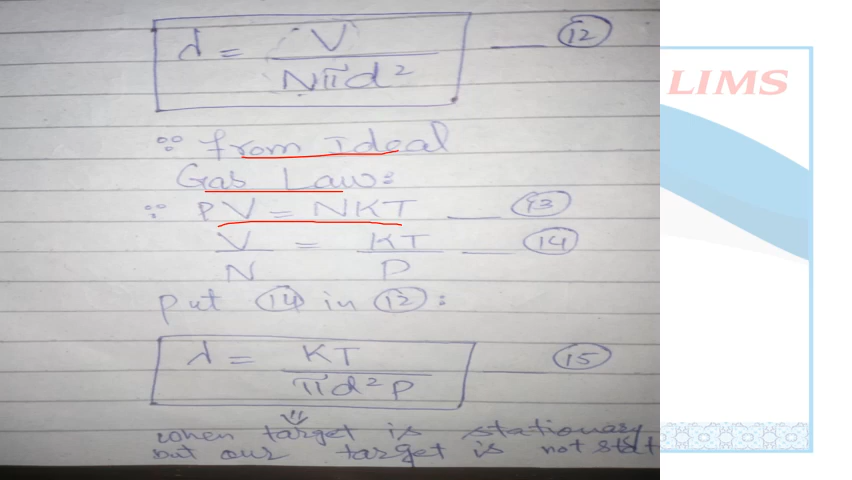 λ = V / Nπd² — (12)
LIMS
∵ from Ideal
Gas Law:
∵ PV = NKT — (13)
V / N = KT / P — (14)
put (14) in (12):
λ = KT / πd²P — (15)
when target is stationary
but our target is not stat